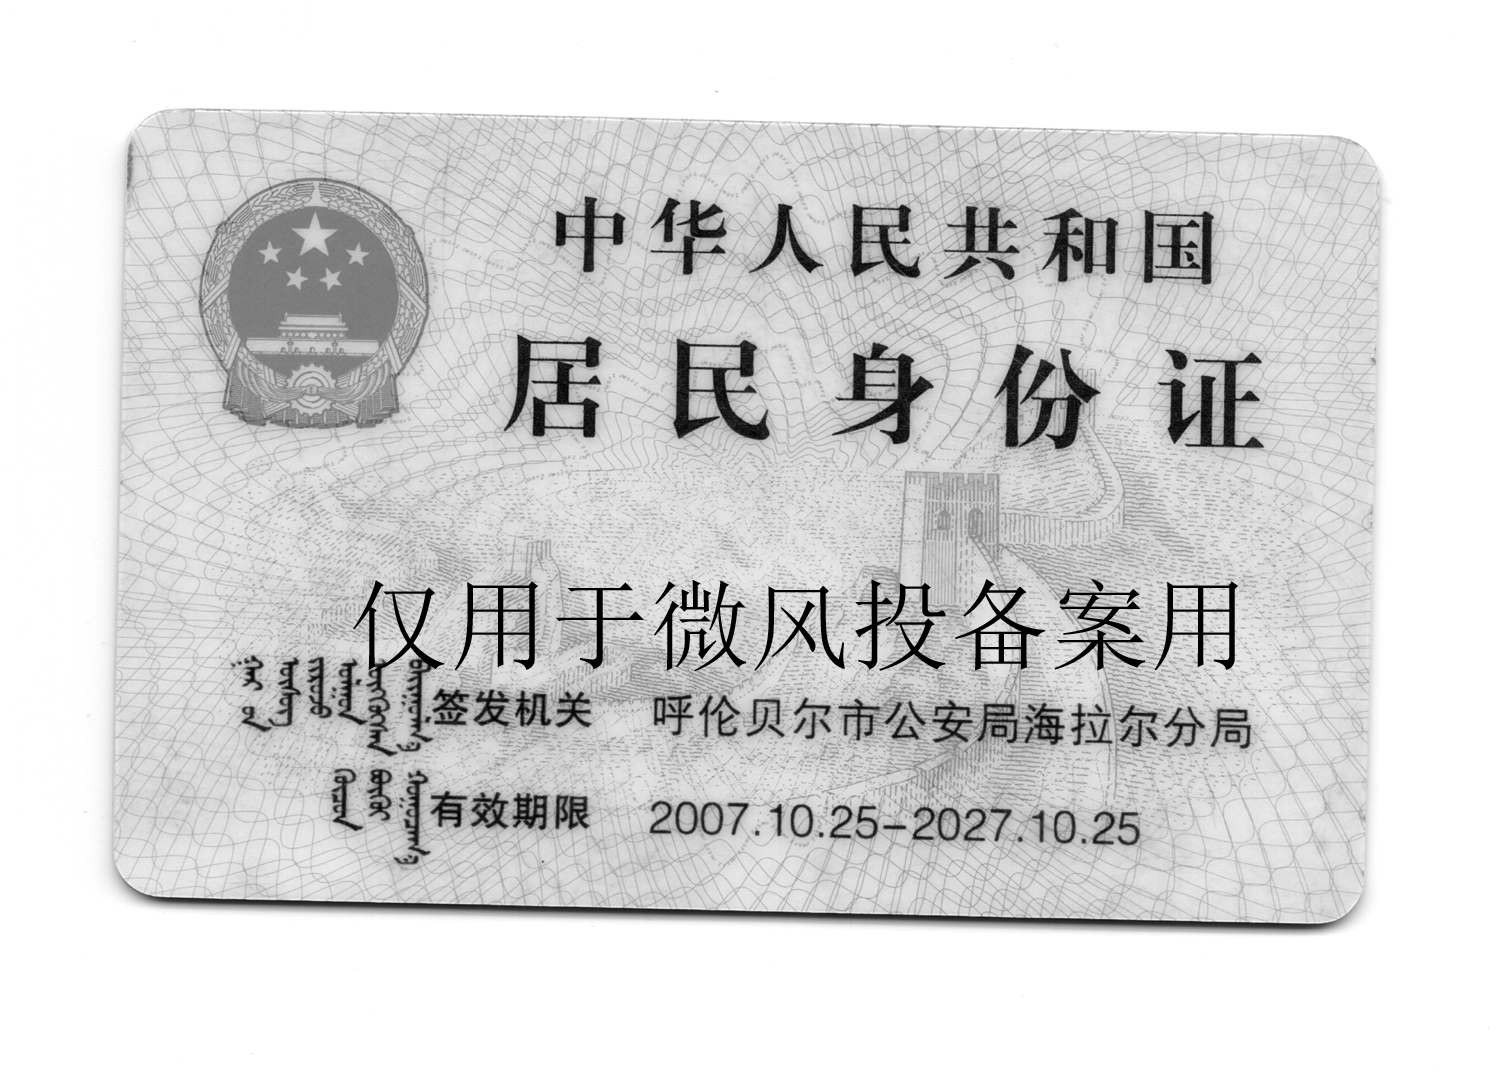 中华人民共和国
居民身份证
仅用于微风投备案用
签发机关 呼伦贝尔市公安局海拉尔分局
有效期限 2007.10.25-2027.10.25